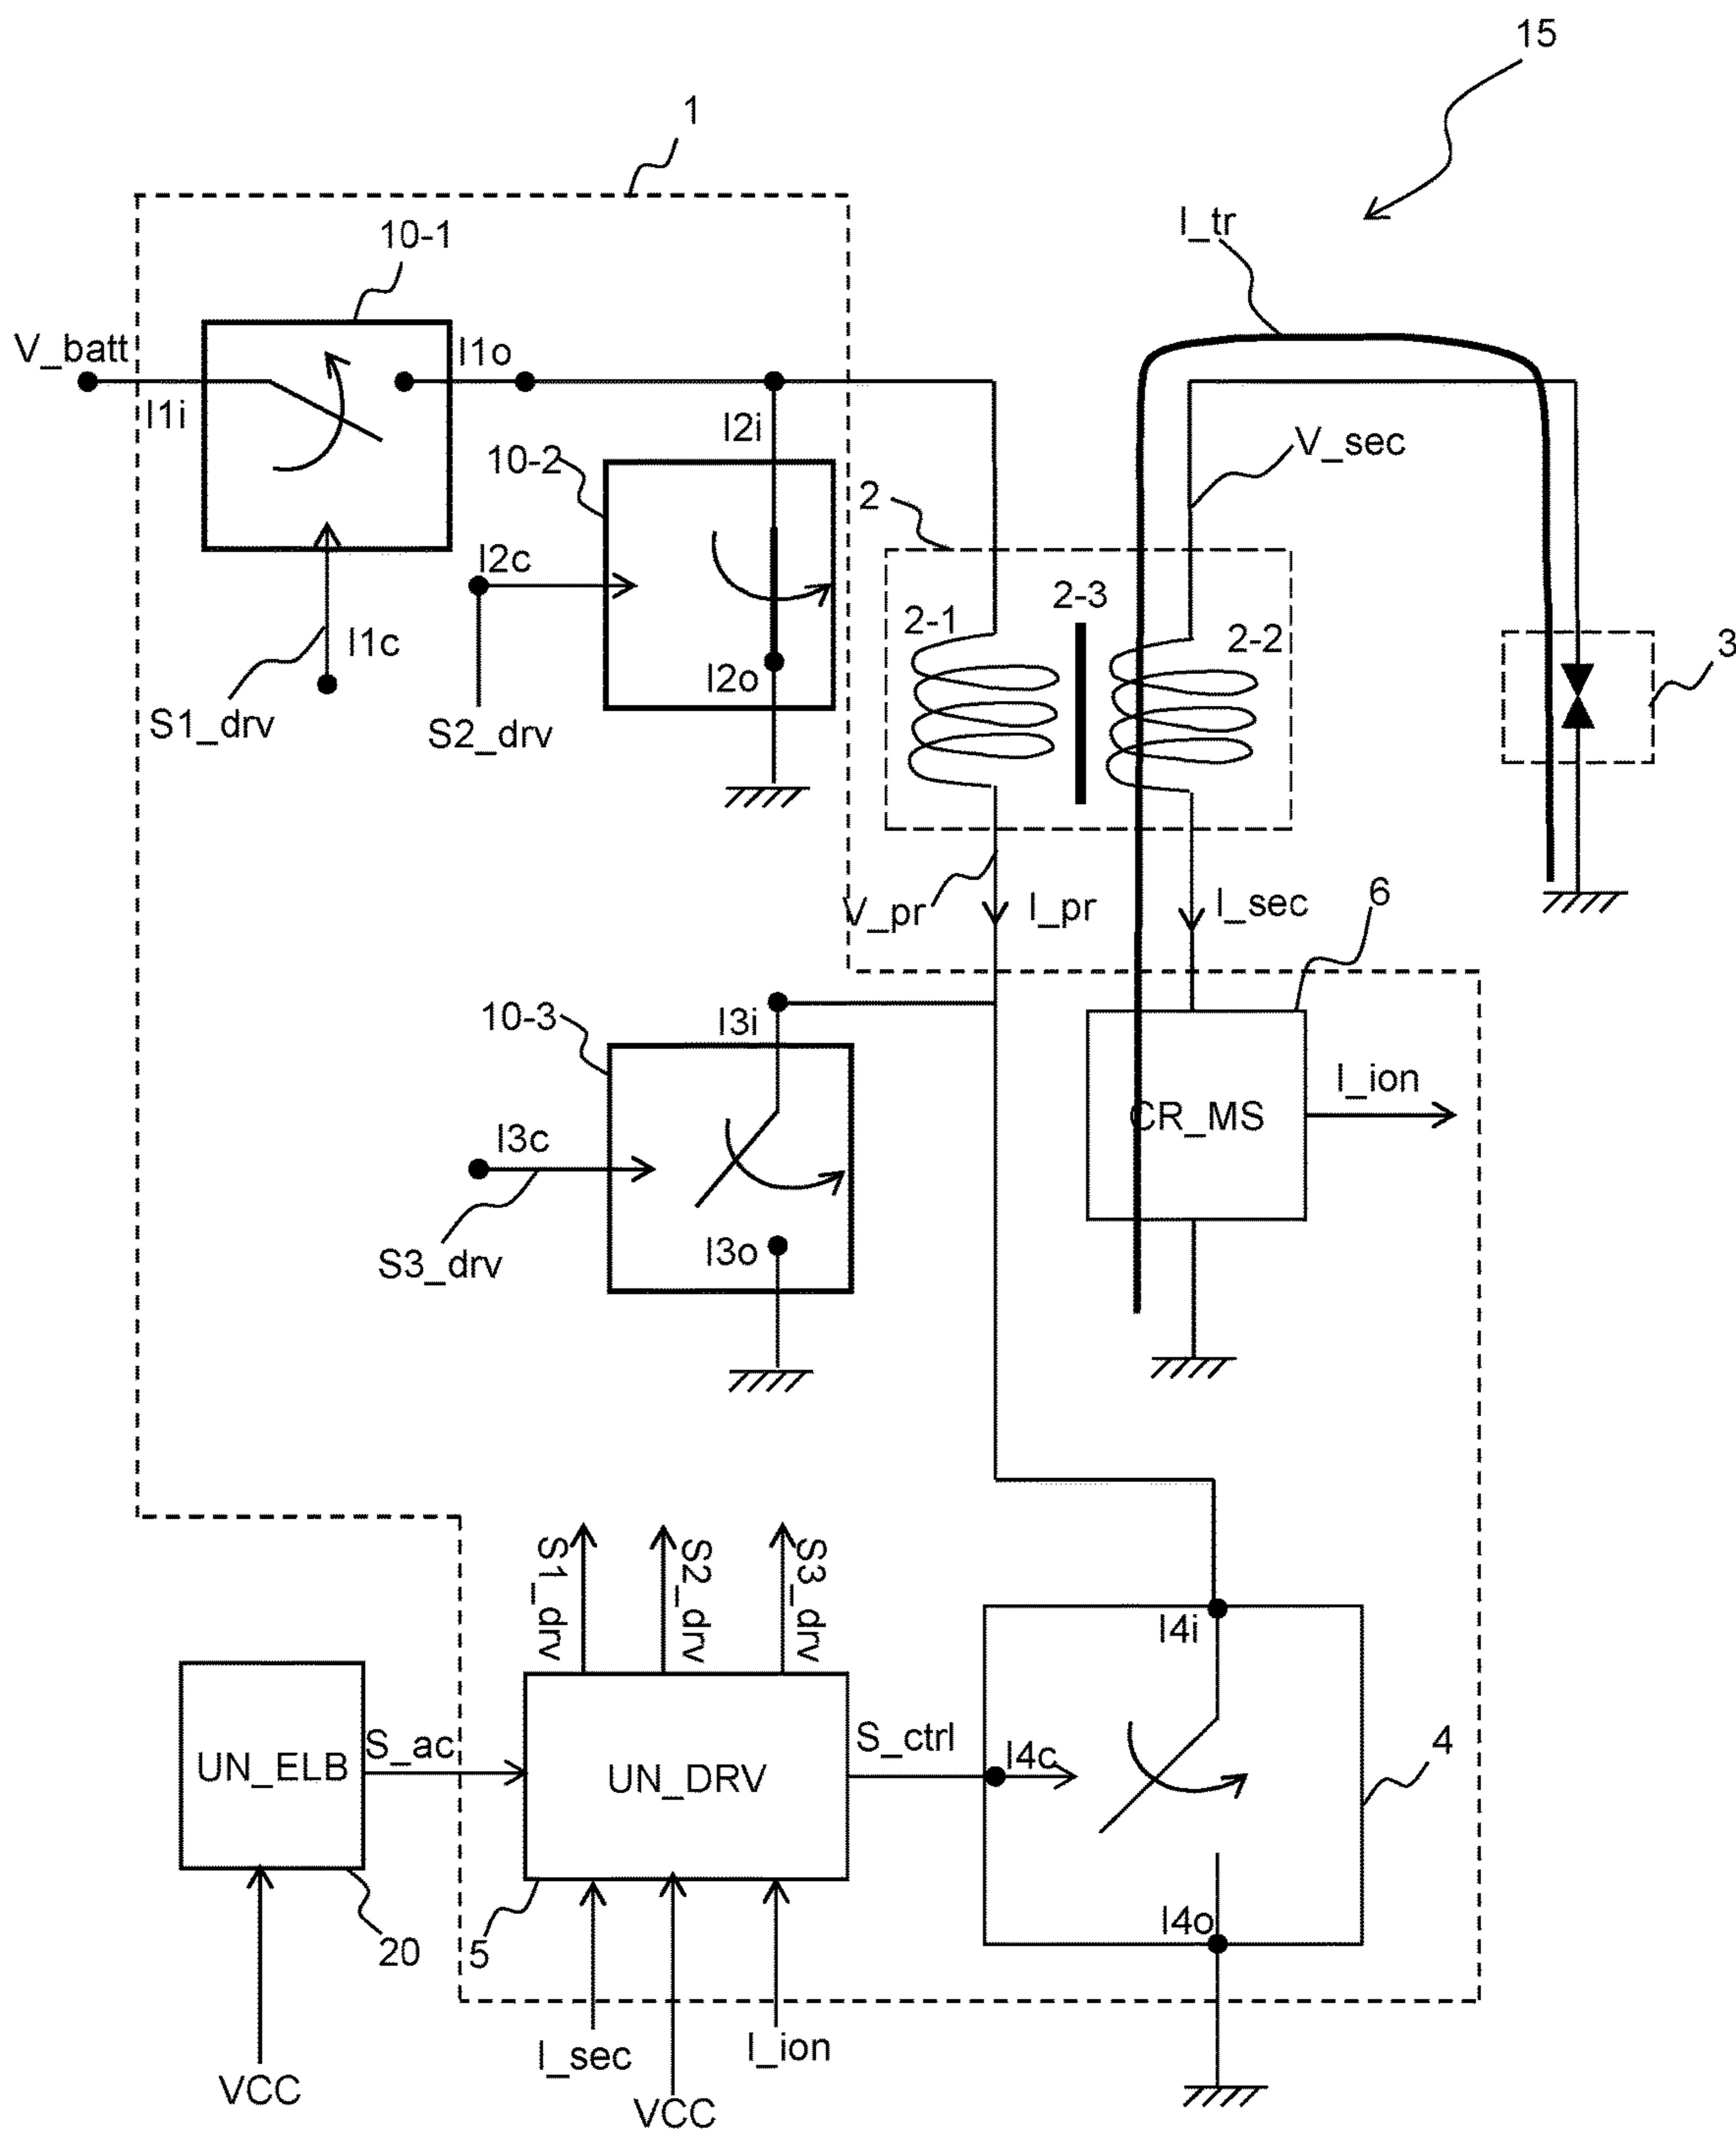 15
1
I_tr
10-1
V_batt
I1o
I1i
I2i
V_sec
10-2
2
I2c
2-3
2-1
2-2
I1c
3
I2o
S1_drv
S2_drv
6
V_pr
I_pr
I_sec
10-3
I3i
I_ion
CR_MS
I3c
I3o
S3_drv
S1_drv
S2_drv
S3_drv
I4i
S_ac
S_ctrl
I4c
4
UN_ELB
UN_DRV
I4o
20
5
I_sec
I_ion
VCC
VCC